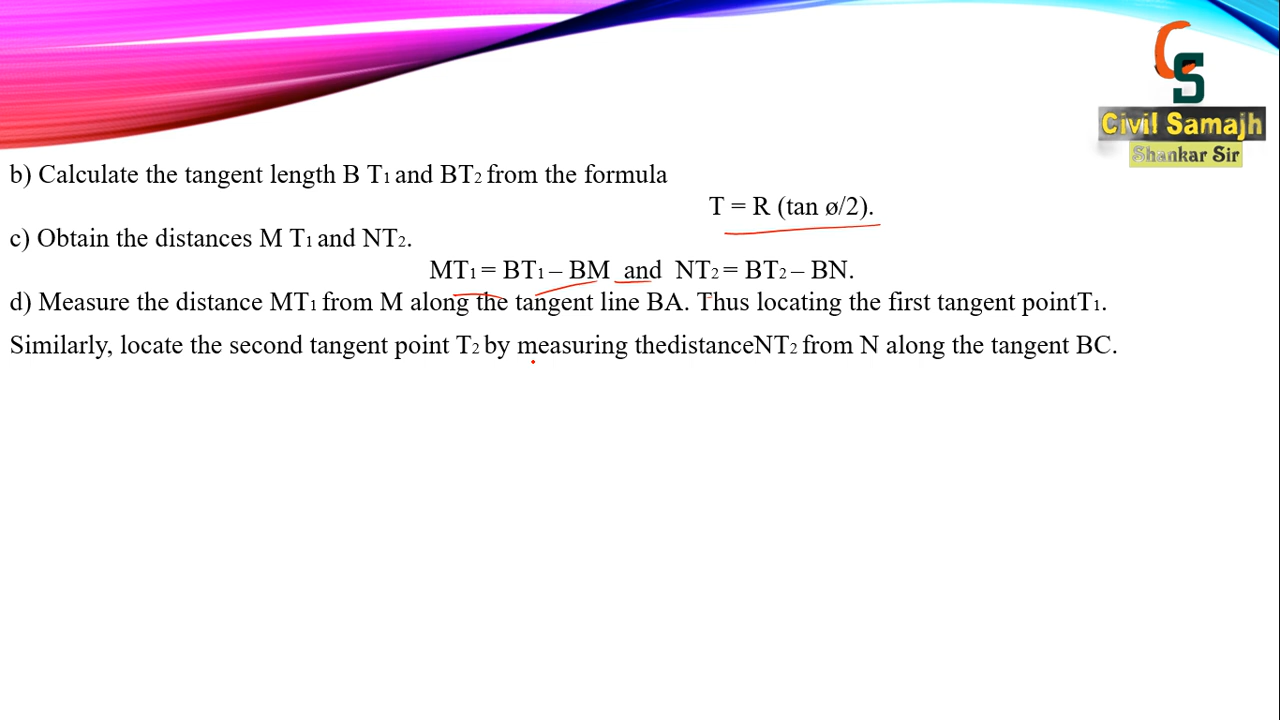 CS
Civil Samajh
Shankar Sir
b) Calculate the tangent length B T₁ and BT₂ from the formula
T = R (tan ø/2).
c) Obtain the distances M T₁ and NT₂.
MT₁ = BT₁ – BM and NT₂ = BT₂ – BN.
d) Measure the distance MT₁ from M along the tangent line BA. Thus locating the first tangent pointT₁.
Similarly, locate the second tangent point T₂ by measuring thedistanceNT₂ from N along the tangent BC.